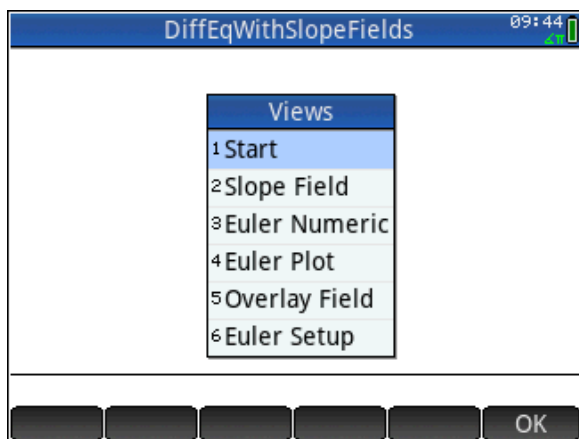 DiffEqWithSlopeFields 09:44
∡π
Views
1 Start
2 Slope Field
3 Euler Numeric
4 Euler Plot
5 Overlay Field
6 Euler Setup
OK